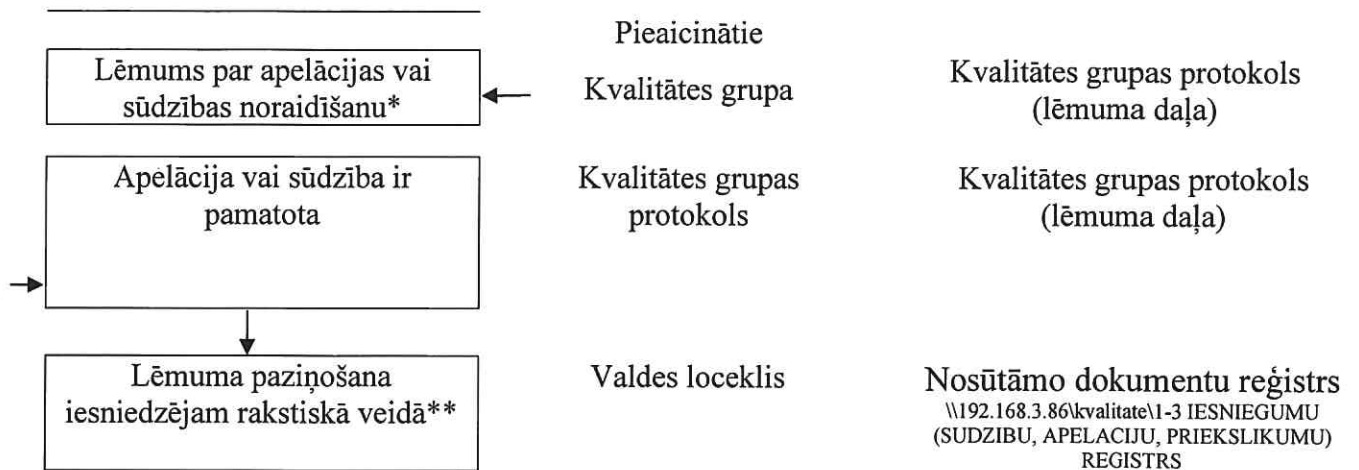 Pieaicinātie
Lēmums par apelācijas vai
sūdzības noraidīšanu*
Kvalitātes grupa
Kvalitātes grupas protokols
(lēmuma daļa)
Apelācija vai sūdzība ir
pamatota
Kvalitātes grupas
protokols
Kvalitātes grupas protokols
(lēmuma daļa)
Lēmuma paziņošana
iesniedzējam rakstiskā veidā**
Valdes loceklis
Nosūtāmo dokumentu reģistrs
\\192.168.3.86\kvalitate\1-3 IESNIEGUMU
(SUDZIBU, APELACIJU, PRIEKSLIKUMU)
REGISTRS